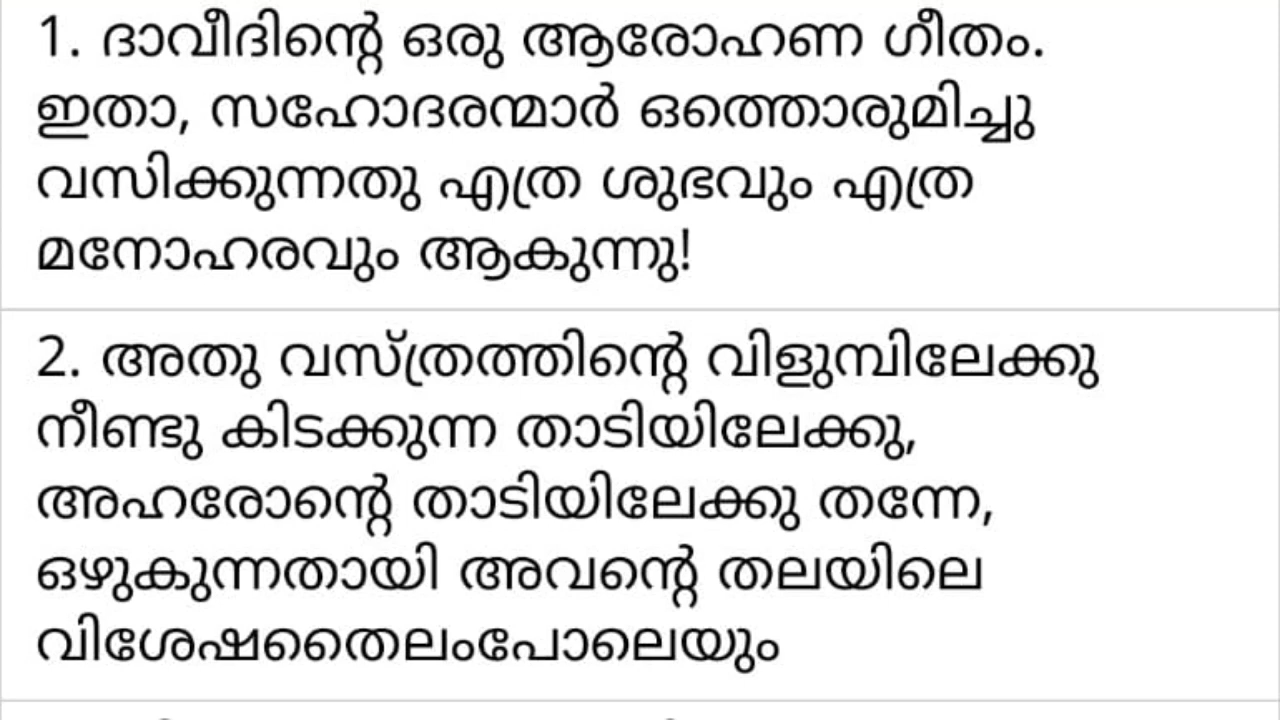 1. ദാവീദിന്റെ ഒരു ആരോഹണ ഗീതം.
ഇതാ, സഹോദരന്മാർ ഒത്തൊരുമിച്ചു
വസിക്കുന്നതു എത്ര ശുഭവും എത്ര
മനോഹരവും ആകുന്നു!
2. അതു വസ്ത്രത്തിന്റെ വിളുമ്പിലേക്കു
നീണ്ടു കിടക്കുന്ന താടിയിലേക്കു,
അഹരോന്റെ താടിയിലേക്കു തന്നേ,
ഒഴുകുന്നതായി അവന്റെ തലയിലെ
വിശേഷതൈലംപോലെയും